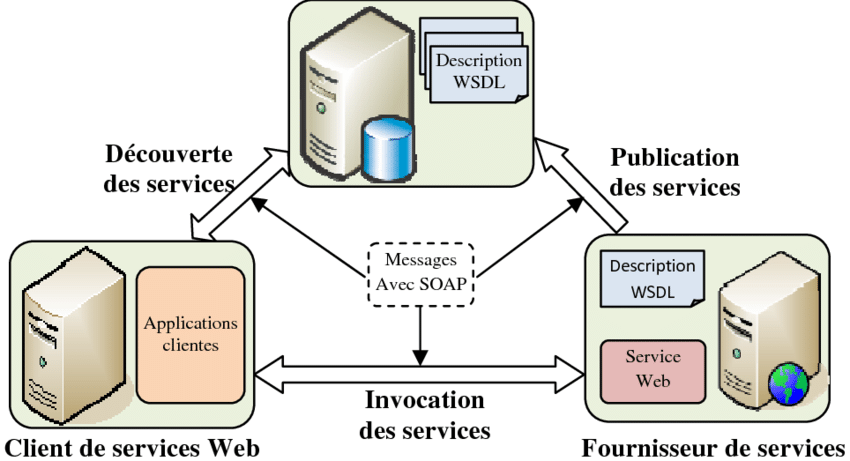 Description
WSDL
Découverte
des services
Publication
des services
Messages
Avec SOAP
Description
WSDL
Applications
clientes
Service
Web
Invocation
des services
Client de services Web
Fournisseur de services